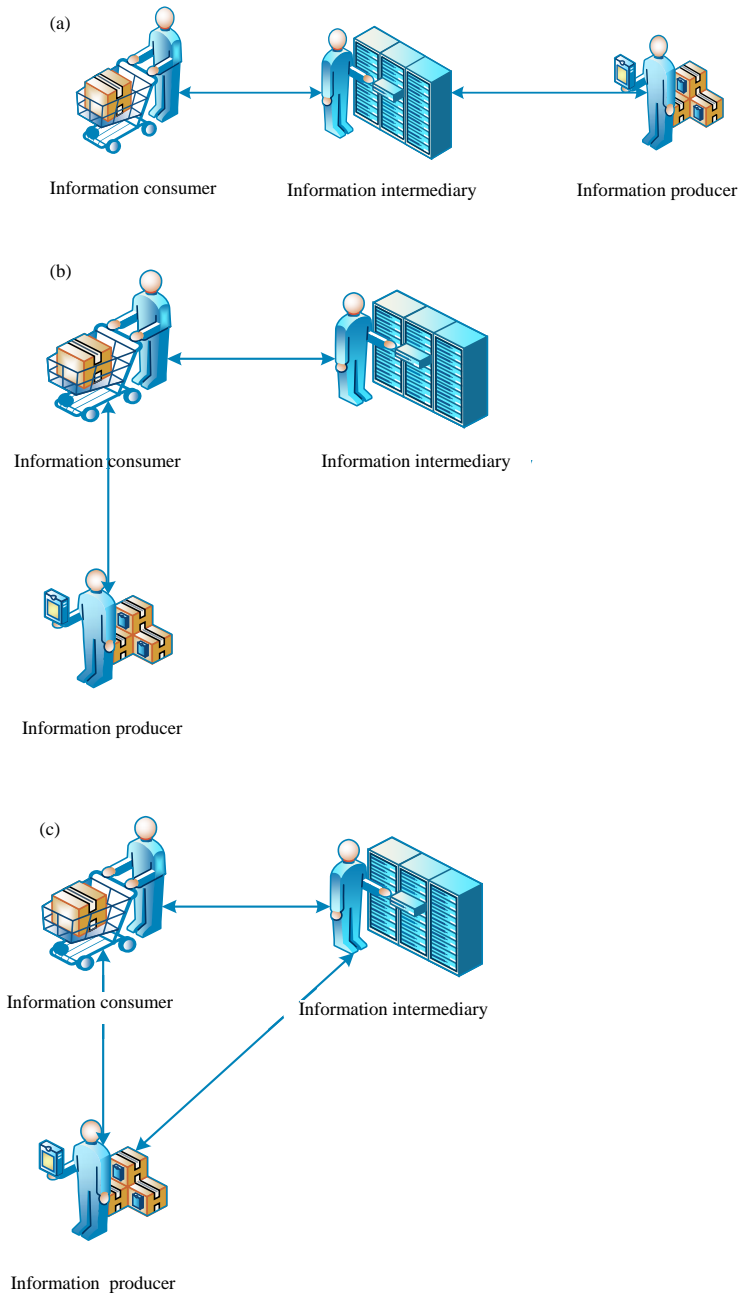 (a)
Information consumer
Information intermediary
Information producer
(b)
Information consumer
Information intermediary
Information producer
(c)
Information consumer
Information intermediary
Information producer